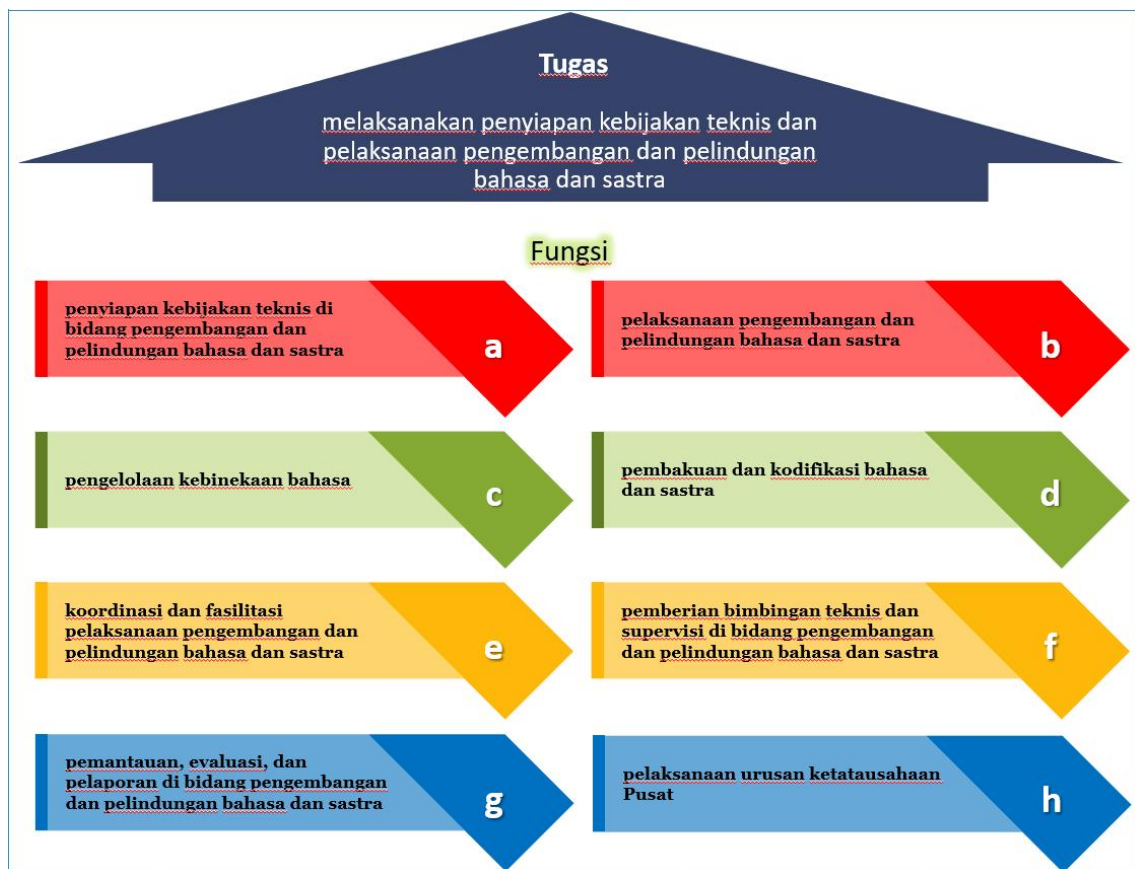 Tugas
melaksanakan penyiapan kebijakan teknis dan
pelaksanaan pengembangan dan pelindungan
bahasa dan sastra
Fungsi
penyiapan kebijakan teknis di
bidang pengembangan dan
pelindungan bahasa dan sastra
a
pelaksanaan pengembangan dan
pelindungan bahasa dan sastra
b
pengelolaan kebinekaan bahasa
c
pembakuan dan kodifikasi bahasa
dan sastra
d
koordinasi dan fasilitasi
pelaksanaan pengembangan dan
pelindungan bahasa dan sastra
e
pemberian bimbingan teknis dan
supervisi di bidang pengembangan
dan pelindungan bahasa dan sastra
f
pemantauan, evaluasi, dan
pelaporan di bidang pengembangan
dan pelindungan bahasa dan sastra
g
pelaksanaan urusan ketatausahaan
Pusat
h